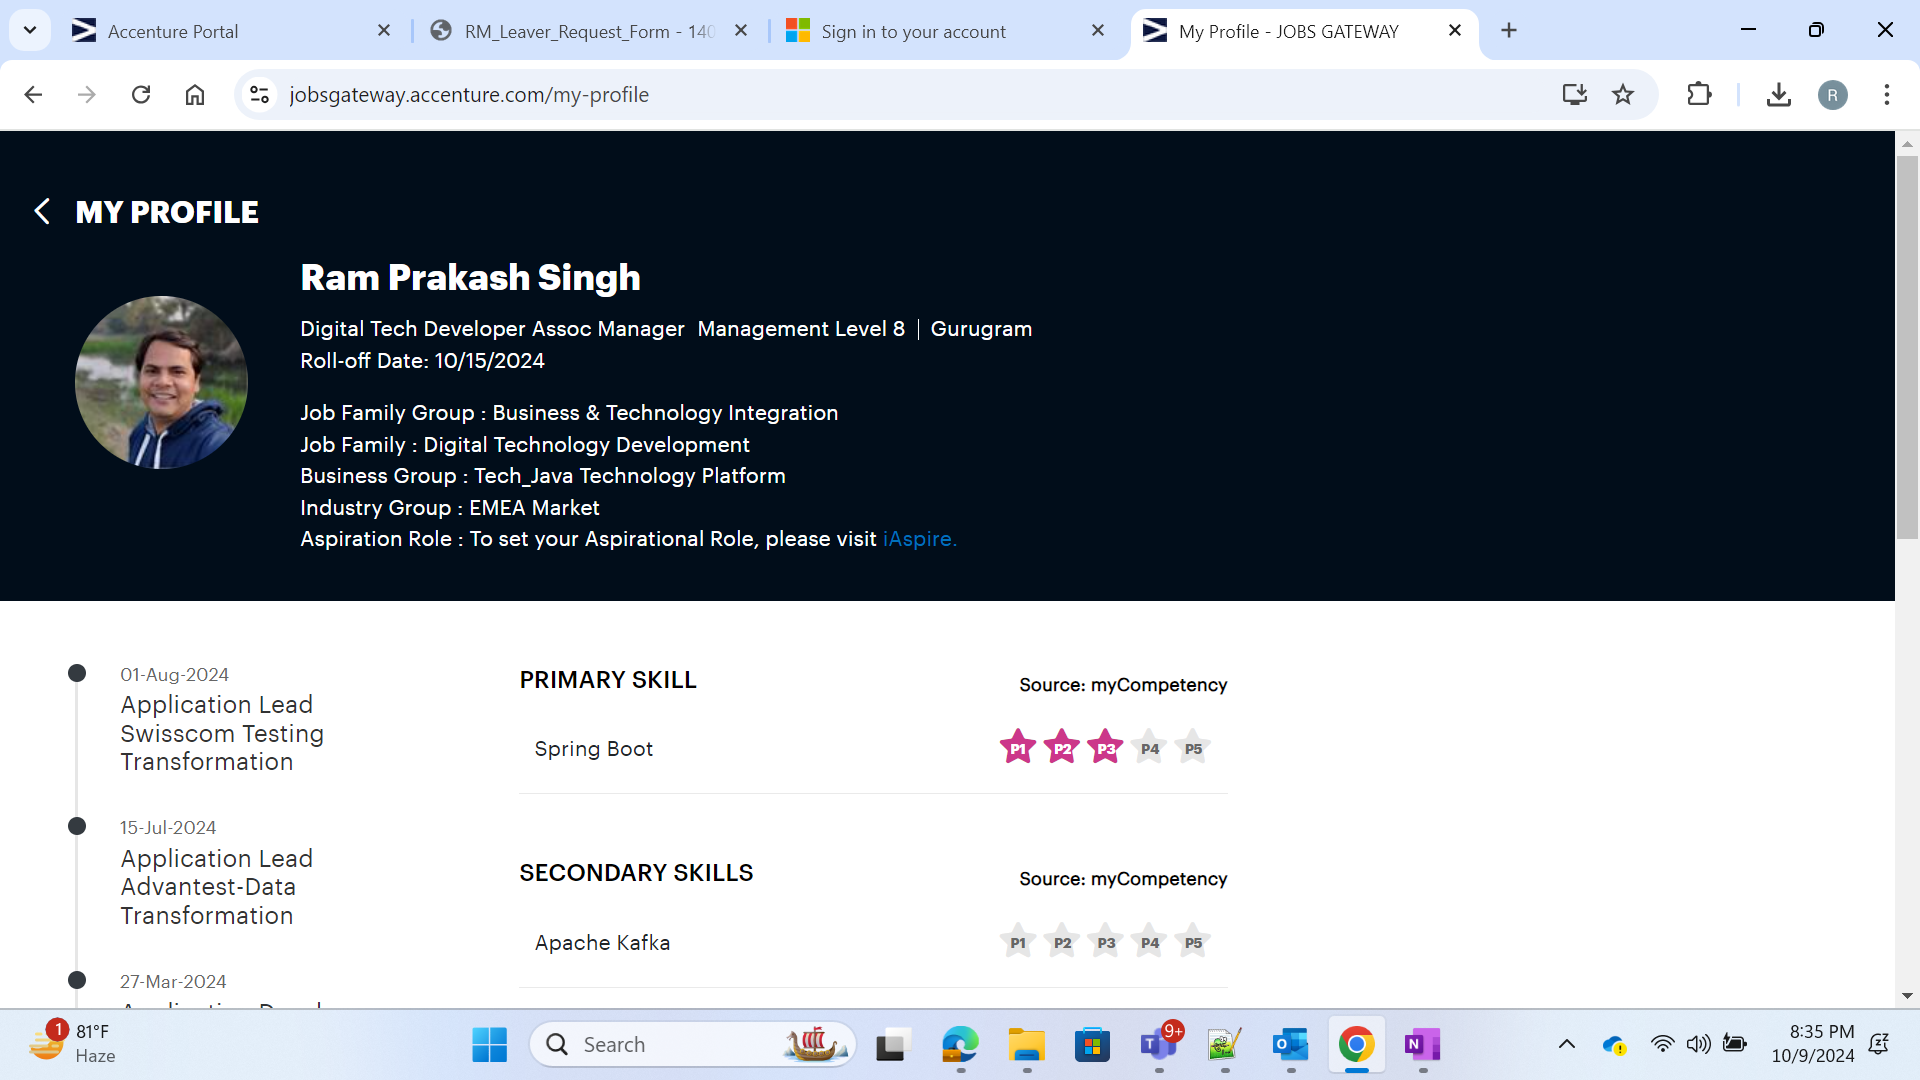 Accenture Portal
RM_Leaver_Request_Form - 140
Sign in to your account
My Profile - JOBS GATEWAY
jobsgateway.accenture.com/my-profile
R
MY PROFILE
Ram Prakash Singh
Digital Tech Developer Assoc Manager Management Level 8 | Gurugram
Roll-off Date: 10/15/2024
Job Family Group : Business & Technology Integration
Job Family : Digital Technology Development
Business Group : Tech_Java Technology Platform
Industry Group : EMEA Market
Aspiration Role : To set your Aspirational Role, please visit iAspire.
01-Aug-2024
Application Lead
Swisscom Testing
Transformation
15-Jul-2024
Application Lead
Advantest-Data
Transformation
27-Mar-2024
PRIMARY SKILL
Source: myCompetency
Spring Boot
P1 P2 P3 P4 P5
SECONDARY SKILLS
Source: myCompetency
Apache Kafka
P1 P2 P3 P4 P5
1
81°F
Haze
Search
9+
T
O
N
8:35 PM
10/9/2024